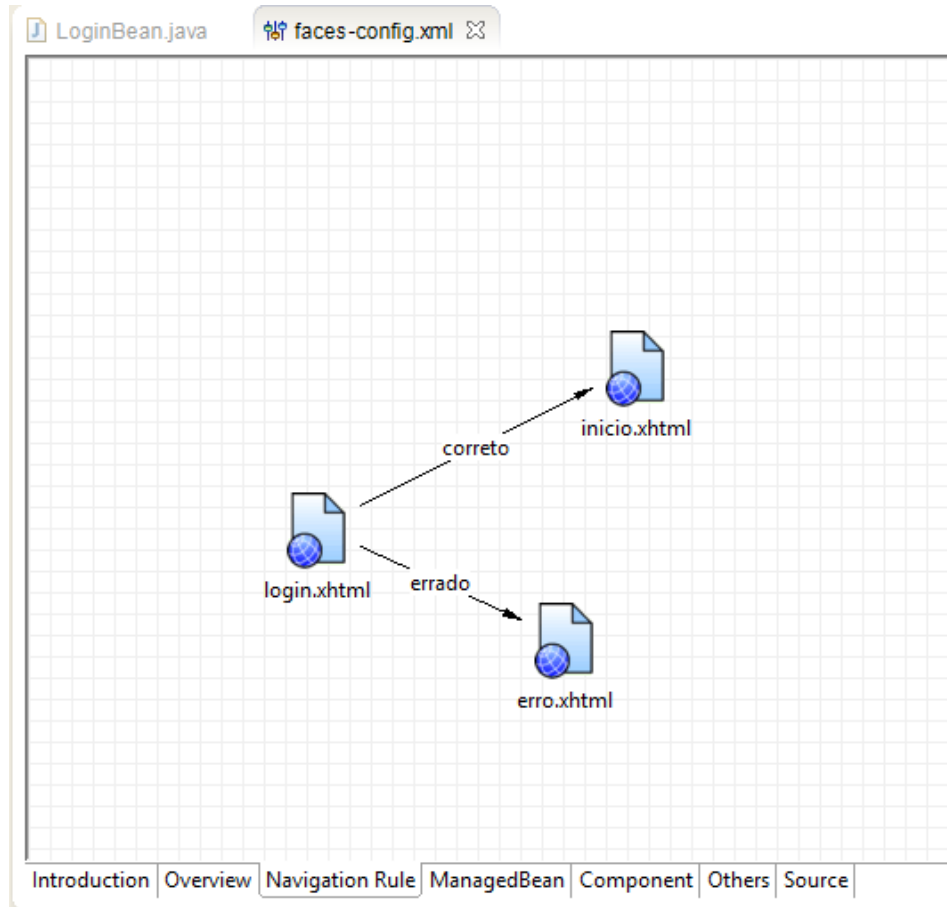 LoginBean.java
faces-config.xml
inicio.xhtml
correto
login.xhtml
errado
erro.xhtml
Introduction Overview Navigation Rule ManagedBean Component Others Source